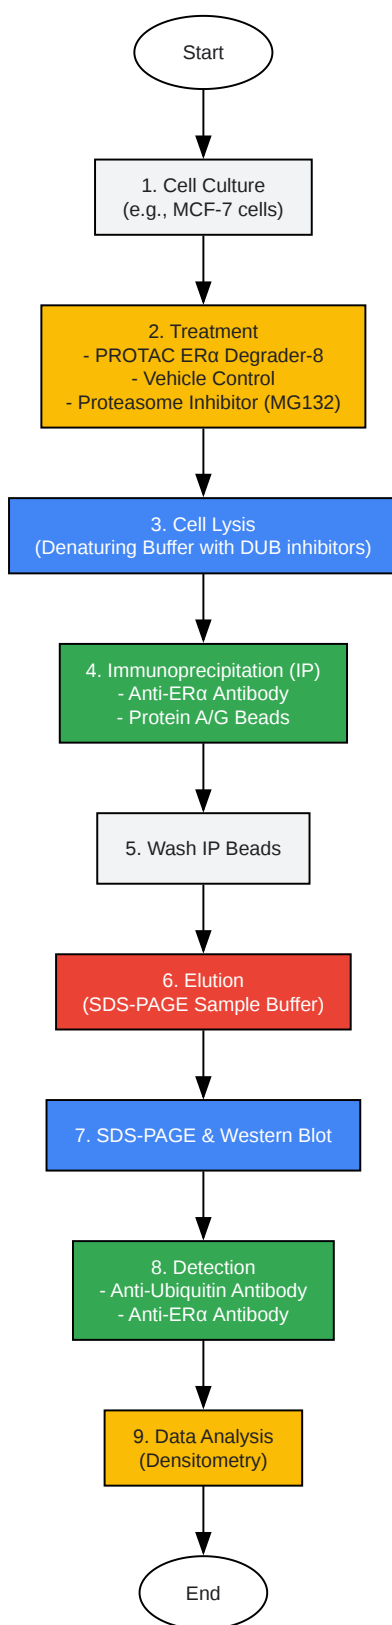 Start
1. Cell Culture
(e.g., MCF-7 cells)
2. Treatment
- PROTAC ERα Degrader-8
- Vehicle Control
- Proteasome Inhibitor (MG132)
3. Cell Lysis
(Denaturing Buffer with DUB inhibitors)
4. Immunoprecipitation (IP)
- Anti-ERα Antibody
- Protein A/G Beads
5. Wash IP Beads
6. Elution
(SDS-PAGE Sample Buffer)
7. SDS-PAGE & Western Blot
8. Detection
- Anti-Ubiquitin Antibody
- Anti-ERα Antibody
9. Data Analysis
(Densitometry)
End